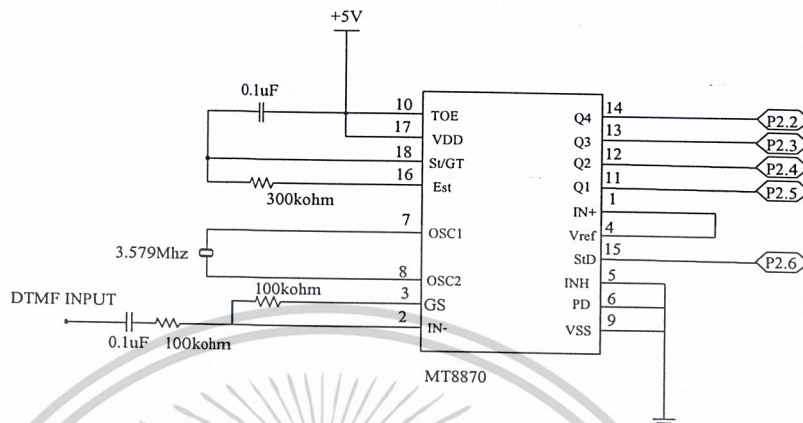 +5V
0.1uF
10 TOE
17 VDD
18 St/GT
16 Est
300kohm
7 OSC1
3.579Mhz
8 OSC2
100kohm
3 GS
DTMF INPUT
2 IN-
0.1uF 100kohm
Q4 14 P2.2
Q3 13 P2.3
Q2 12 P2.4
Q1 11 P2.5
IN+ 1
Vref 4
StD 15 P2.6
INH 5
PD 6
VSS 9
MT8870